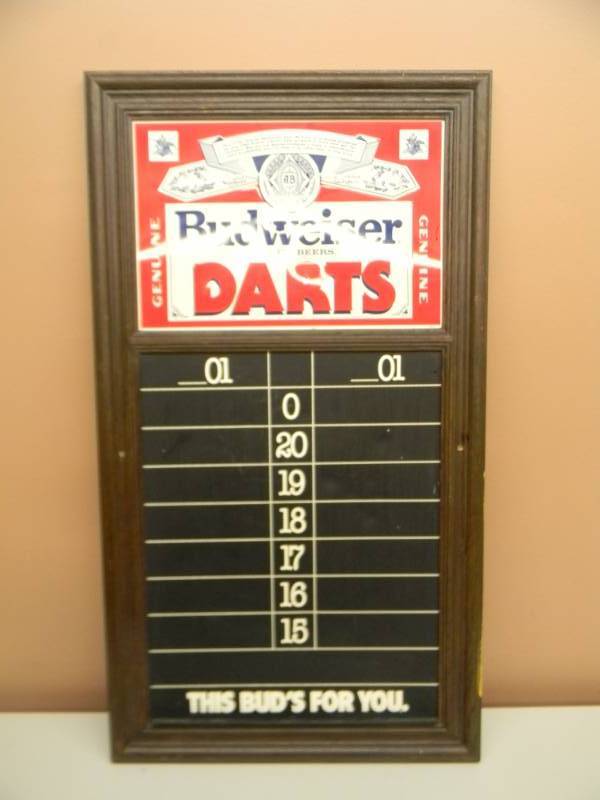 Budweiser
BEERS
DARTS
GENUINE
GENUINE
__01 __01
0
20
19
18
17
16
15
THIS BUD'S FOR YOU.